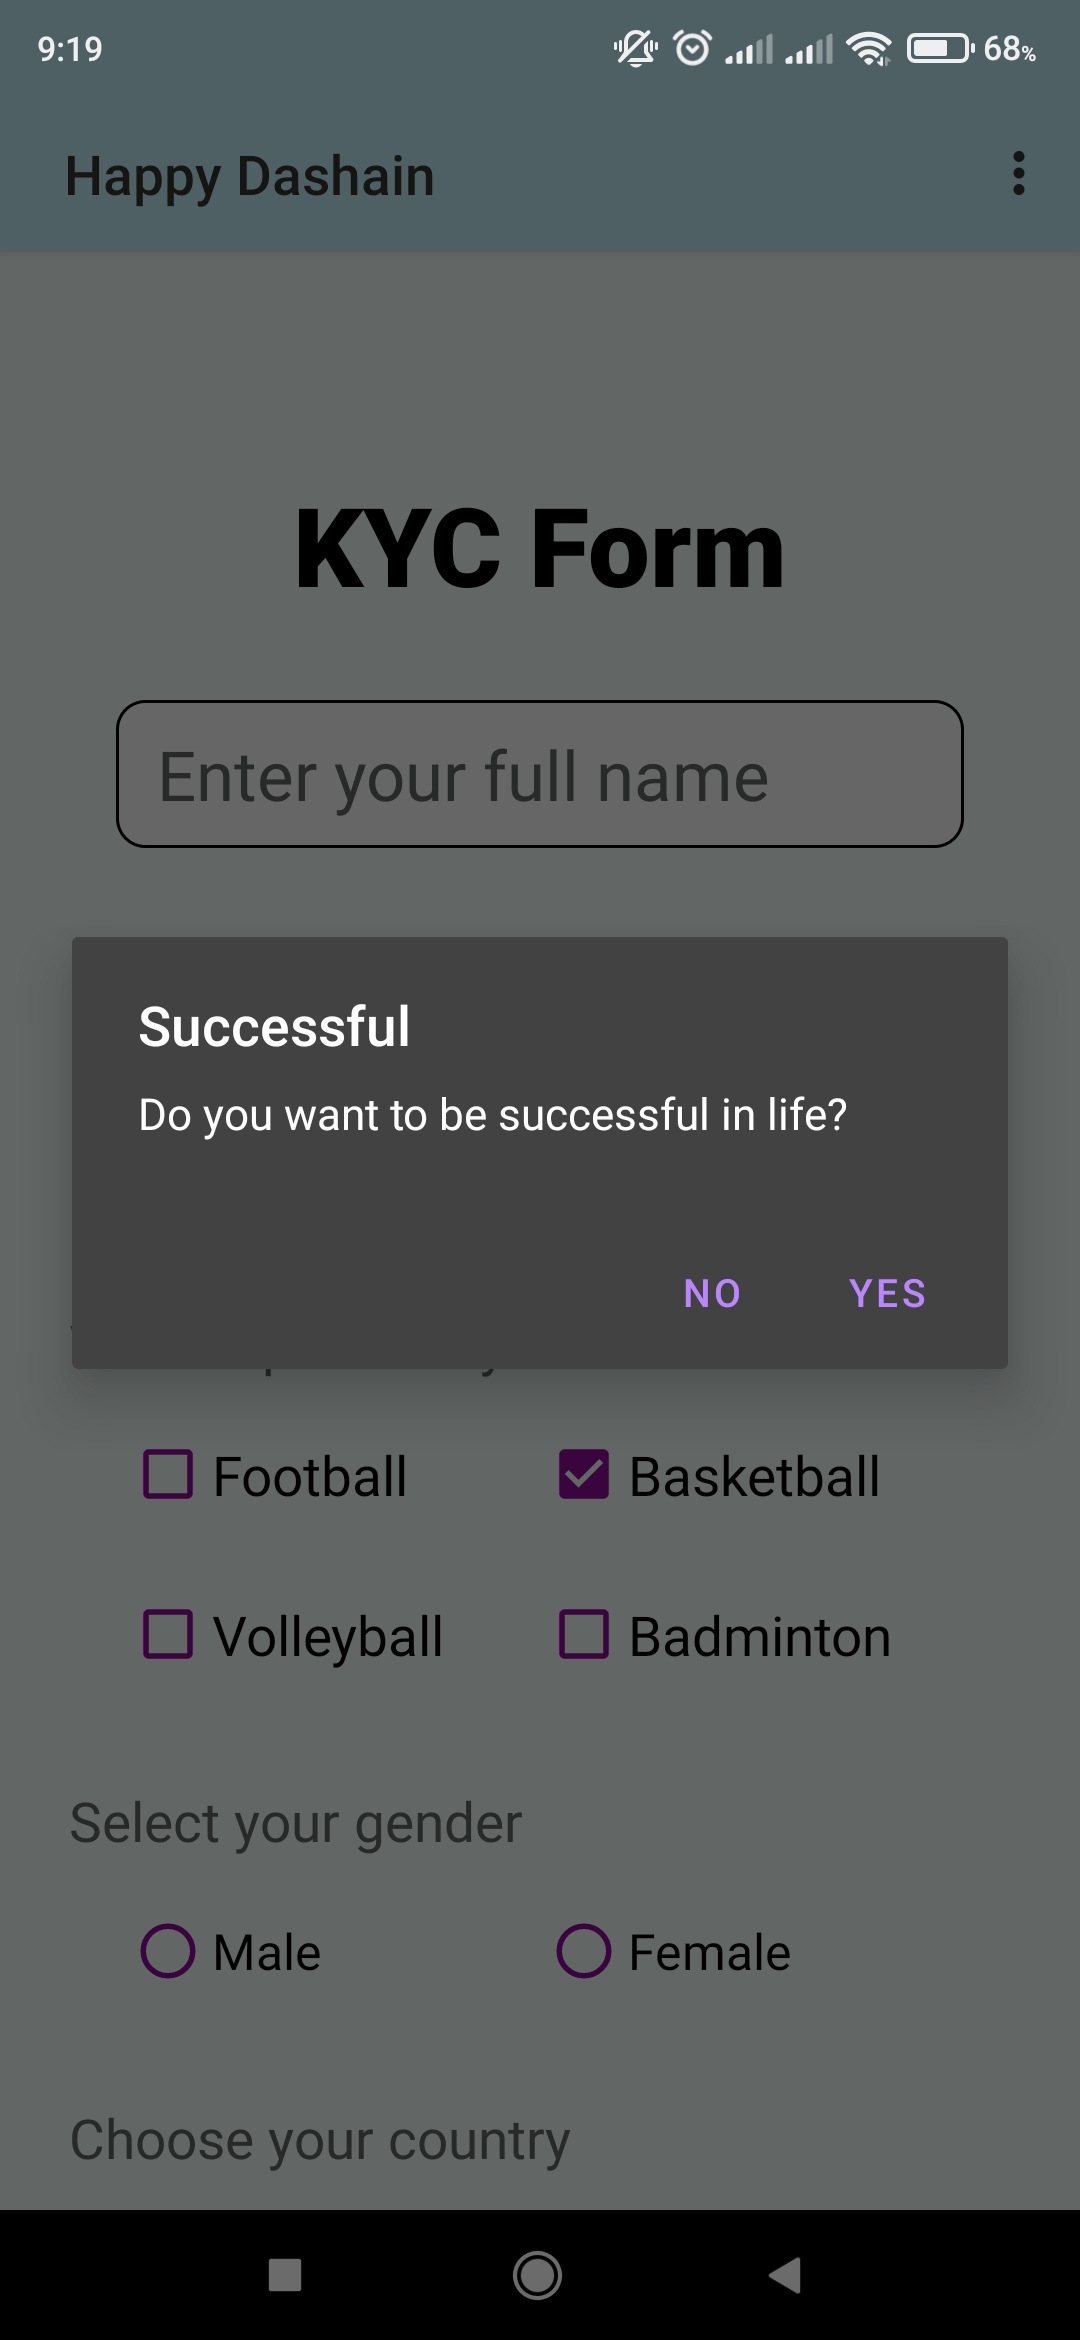 9:19
68%
Happy Dashain
KYC Form
Enter your full name
Successful
Do you want to be successful in life?
NO YES
Football Basketball
Volleyball Badminton
Select your gender
Male Female
Choose your country